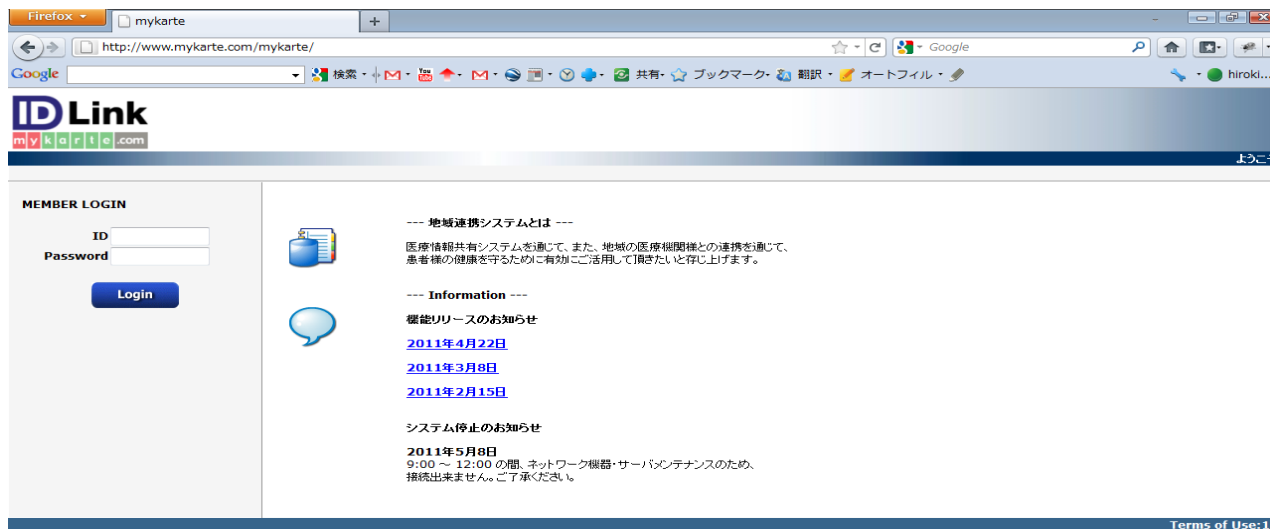 Firefox
mykarte
http://www.mykarte.com/mykarte/
Google
Google
検索
共有
ブックマーク
翻訳
オートフィル
hiroki...
ID Link
mykarte.com
ようこそ
MEMBER LOGIN
ID
Password
Login
--- 地域連携システムとは ---
医療情報共有システムを通じて、また、地域の医療機関様との連携を通じて、
患者様の健康を守るために有効にご活用して頂きたいと存じ上げます。
--- Information ---
機能リリースのお知らせ
2011年4月22日
2011年3月8日
2011年2月15日
システム停止のお知らせ
2011年5月8日
9:00 ～ 12:00 の間、ネットワーク機器・サーバメンテナンスのため、
接続出来ません。ご了承ください。
Terms of Use:1